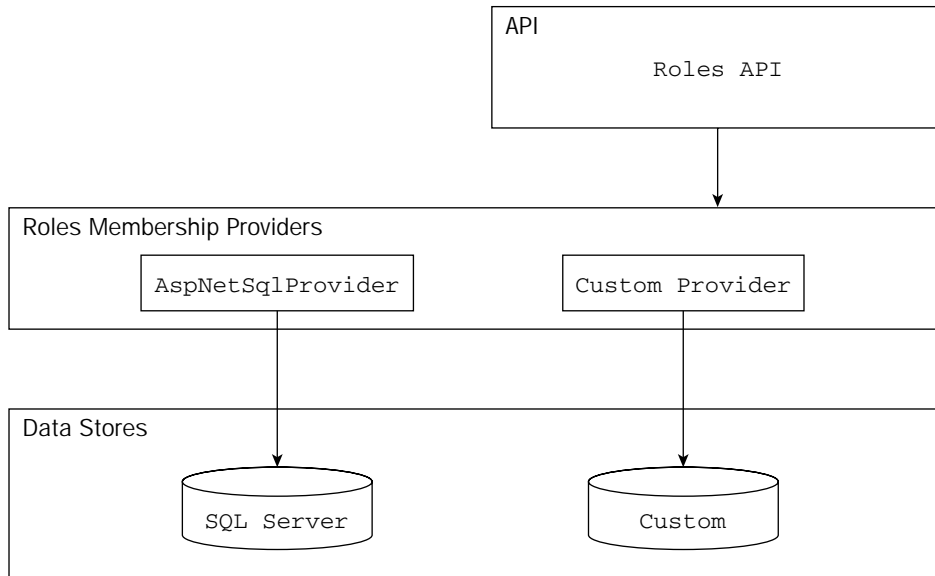 API
Roles API
Roles Membership Providers
AspNetSqlProvider
Custom Provider
Data Stores
SQL Server
Custom